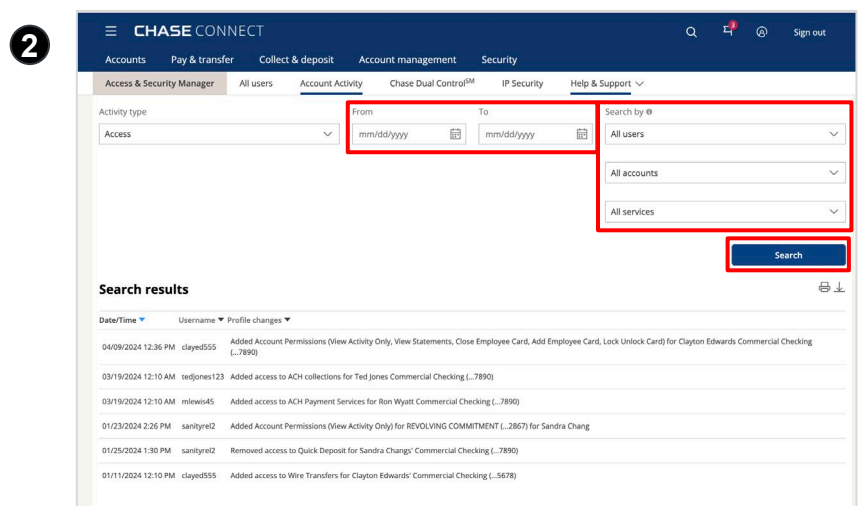 2
CHASE CONNECT
3
Sign out
Accounts Pay & transfer Collect & deposit Account management Security
Access & Security Manager All users Account Activity Chase Dual ControlSM IP Security Help & Support
Activity type From To Search by
Access mm/dd/yyyy mm/dd/yyyy All users
All accounts
All services
Search
Search results
Date/Time Username Profile changes
04/09/2024 12:36 PM clayed555 Added Account Permissions (View Activity Only, View Statements, Close Employee Card, Add Employee Card, Lock Unlock Card) for Clayton Edwards Commercial Checking
(...7890)
03/19/2024 12:10 AM tedjones123 Added access to ACH collections for Ted Jones Commercial Checking (...7890)
03/19/2024 12:10 AM mlewis45 Added access to ACH Payment Services for Ron Wyatt Commercial Checking (...2890)
01/23/2024 2:26 PM sanityrel2 Added Account Permissions (View Activity Only) for REVOLVING COMMITMENT (...2867) for Sandra Chang
01/25/2024 1:30 PM sanityrel2 Removed access to Quick Deposit for Sandra Changs' Commercial Checking (...7890)
01/11/2024 12:10 PM clayed555 Added access to Wire Transfers for Clayton Edwards' Commercial Checking (...5678)